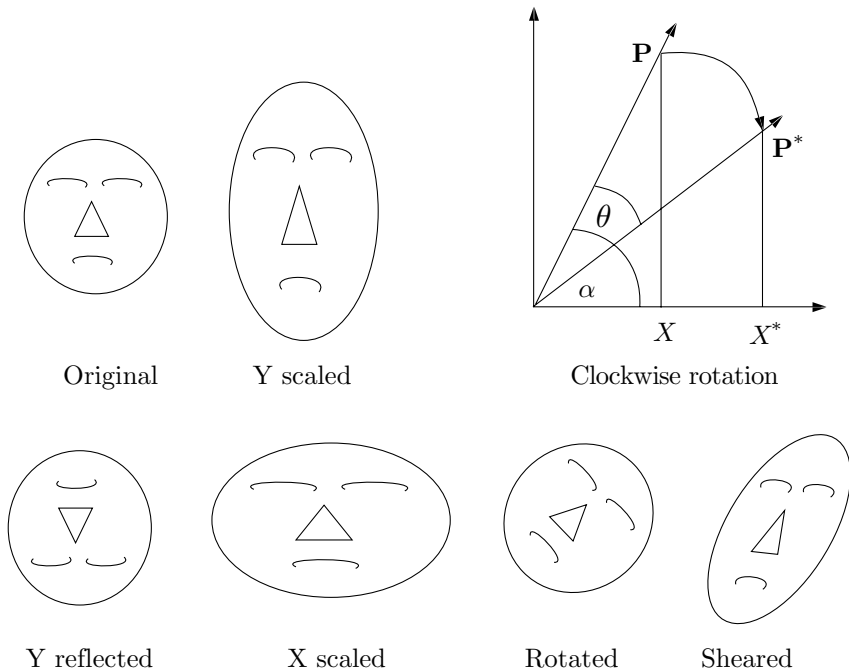 P
P*
θ
α
X X*
Original Y scaled Clockwise rotation
Y reflected X scaled Rotated Sheared